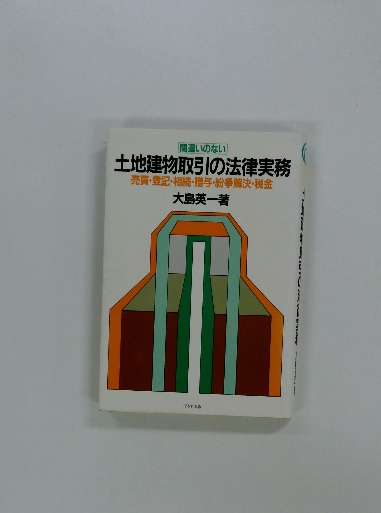 間違いのない
土地建物取引の法律実務
売買・登記・相続・贈与・紛争解決・税金
大島英一著